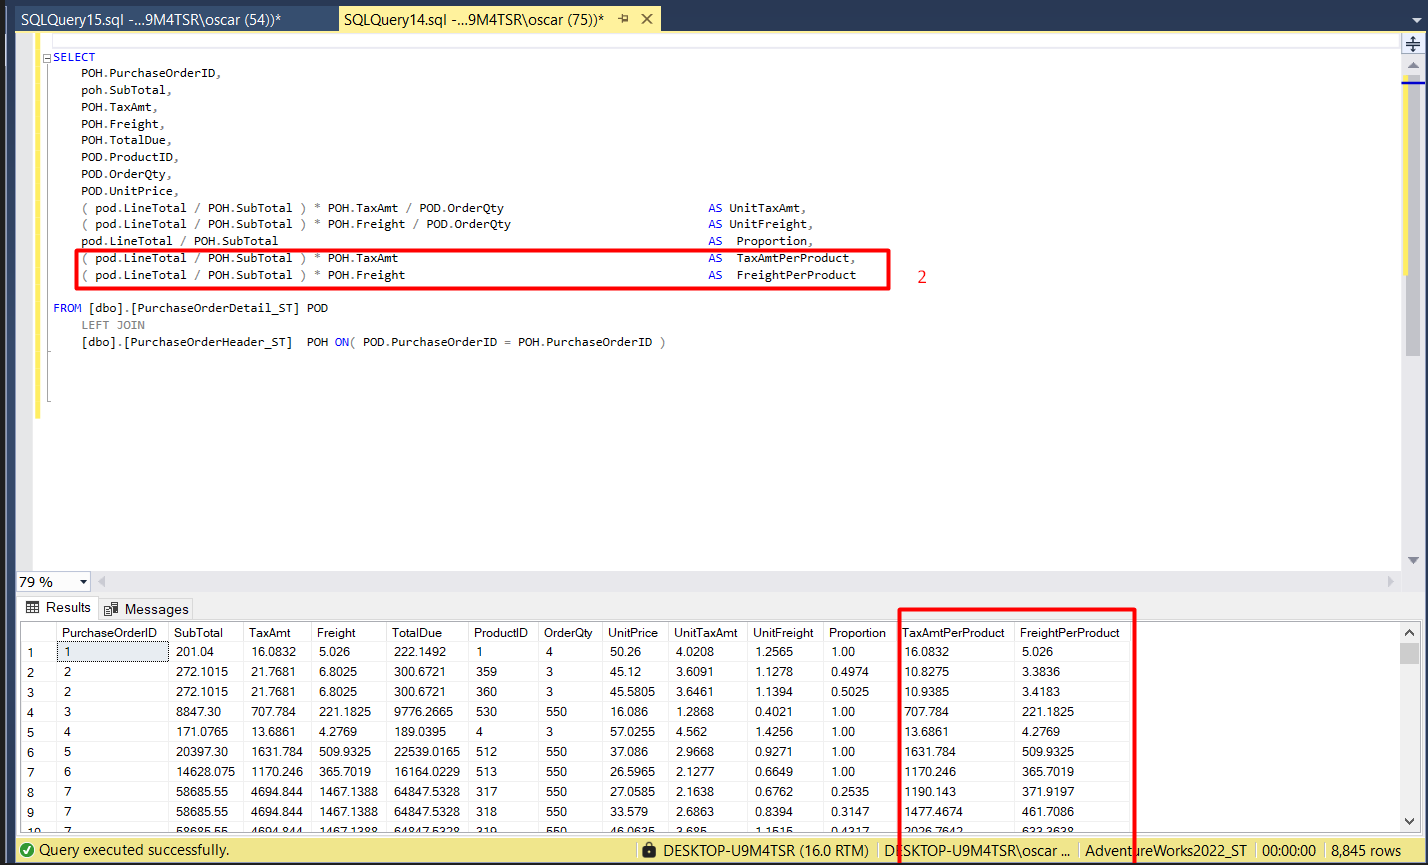 SQLQuery15.sql -...9M4TSR\oscar (54))* SQLQuery14.sql -...9M4TSR\oscar (75))*
SELECT
POH.PurchaseOrderID,
poh.SubTotal,
POH.TaxAmt,
POH.Freight,
POH.TotalDue,
POD.ProductID,
POD.OrderQty,
POD.UnitPrice,
( pod.LineTotal / POH.SubTotal ) * POH.TaxAmt / POD.OrderQty AS UnitTaxAmt,
( pod.LineTotal / POH.SubTotal ) * POH.Freight / POD.OrderQty AS UnitFreight,
pod.LineTotal / POH.SubTotal AS Proportion,
( pod.LineTotal / POH.SubTotal ) * POH.TaxAmt AS TaxAmtPerProduct,
( pod.LineTotal / POH.SubTotal ) * POH.Freight AS FreightPerProduct 2
FROM [dbo].[PurchaseOrderDetail_ST] POD
LEFT JOIN
[dbo].[PurchaseOrderHeader_ST] POH ON( POD.PurchaseOrderID = POH.PurchaseOrderID )
79 %
Results Messages
PurchaseOrderID SubTotal TaxAmt Freight TotalDue ProductID OrderQty UnitPrice UnitTaxAmt UnitFreight Proportion TaxAmtPerProduct FreightPerProduct
1 1 201.04 16.0832 5.026 222.1492 1 4 50.26 4.0208 1.2565 1.00 16.0832 5.026
2 2 272.1015 21.7681 6.8025 300.6721 359 3 45.12 3.6091 1.1278 0.4974 10.8275 3.3836
3 2 272.1015 21.7681 6.8025 300.6721 360 3 45.5805 3.6461 1.1394 0.5025 10.9385 3.4183
4 3 8847.30 707.784 221.1825 9776.2665 530 550 16.086 1.2868 0.4021 1.00 707.784 221.1825
5 4 171.0765 13.6861 4.2769 189.0395 4 3 57.0255 4.562 1.4256 1.00 13.6861 4.2769
6 5 20397.30 1631.784 509.9325 22539.0165 512 550 37.086 2.9668 0.9271 1.00 1631.784 509.9325
7 6 14628.075 1170.246 365.7019 16164.0229 513 550 26.5965 2.1277 0.6649 1.00 1170.246 365.7019
8 7 58685.55 4694.844 1467.1388 64847.5328 317 550 27.0585 2.1638 0.6762 0.2535 1190.143 371.9197
9 7 58685.55 4694.844 1467.1388 64847.5328 318 550 33.579 2.6863 0.8394 0.3147 1477.4674 461.7086
10 7 58685.55 4694.844 1467.1388 64847.5328 319 550 46.0635 3.685 1.1515 0.4317 2026.7642 633.3638
Query executed successfully. DESKTOP-U9M4TSR (16.0 RTM) DESKTOP-U9M4TSR\oscar ... AdventureWorks2022_ST 00:00:00 8,845 rows